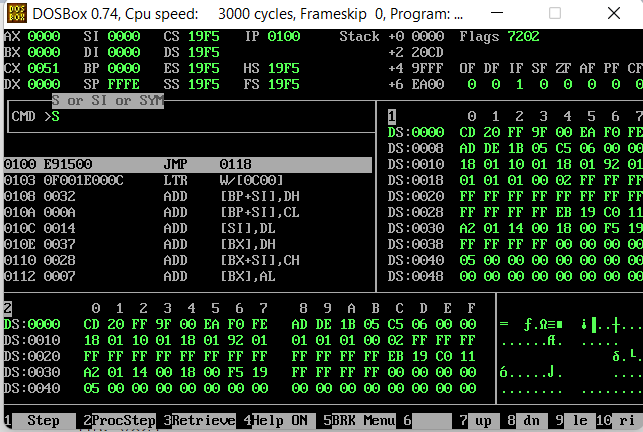 DOSBox 0.74, Cpu speed:    3000 cycles, Frameskip  0, Program: ...
AX 0000  SI 0000  CS 19F5  IP 0100  Stack +0 0000  Flags 7202
BX 0000  DI 0000  DS 19F5  +2 20CD
CX 0051  BP 0000  ES 19F5  HS 19F5  +4 9FFF  OF DF IF SF ZF AF PF CF
DX 0000  SP FFFE  SS 19F5  FS 19F5  +6 EA00  0 0 1 0 0 0 0 0
S or SI or SYM
CMD >S
1  0 1 2 3 4 5 6 7
DS:0000 CD 20 FF 9F 00 EA F0 FE
DS:0008 AD DE 1B 05 C5 06 00 00
0100 E91500 JMP 0118 DS:0010 18 01 10 01 18 01 92 01
0103 0F001E000C LTR W/[0C00] DS:0018 01 01 01 00 02 FF FF FF
0108 0032 ADD [BP+SI],DH DS:0020 FF FF FF FF FF FF FF FF
010A 000A ADD [BP+SI],CL DS:0028 FF FF FF FF EB 19 C0 11
010C 0014 ADD [SI],DL DS:0030 A2 01 14 00 18 00 F5 19
010E 0037 ADD [BX],DH DS:0038 FF FF FF FF 00 00 00 00
0110 0028 ADD [BX+SI],CH DS:0040 05 00 00 00 00 00 00 00
0112 0007 ADD [BX],AL DS:0048 00 00 00 00 00 00 00 00
2  0 1 2 3 4 5 6 7  8 9 A B C D E F
DS:0000 CD 20 FF 9F 00 EA F0 FE  AD DE 1B 05 C5 06 00 00
DS:0010 18 01 10 01 18 01 92 01  01 01 01 00 02 FF FF FF
DS:0020 FF FF FF FF FF FF FF FF  FF FF FF FF EB 19 C0 11
DS:0030 A2 01 14 00 18 00 F5 19  FF FF FF FF 00 00 00 00
DS:0040 05 00 00 00 00 00 00 00  00 00 00 00 00 00 00 00
1 Step 2ProcStep 3Retrieve 4Help ON 5BRK Menu 6 7 up 8 dn 9 le 10 ri